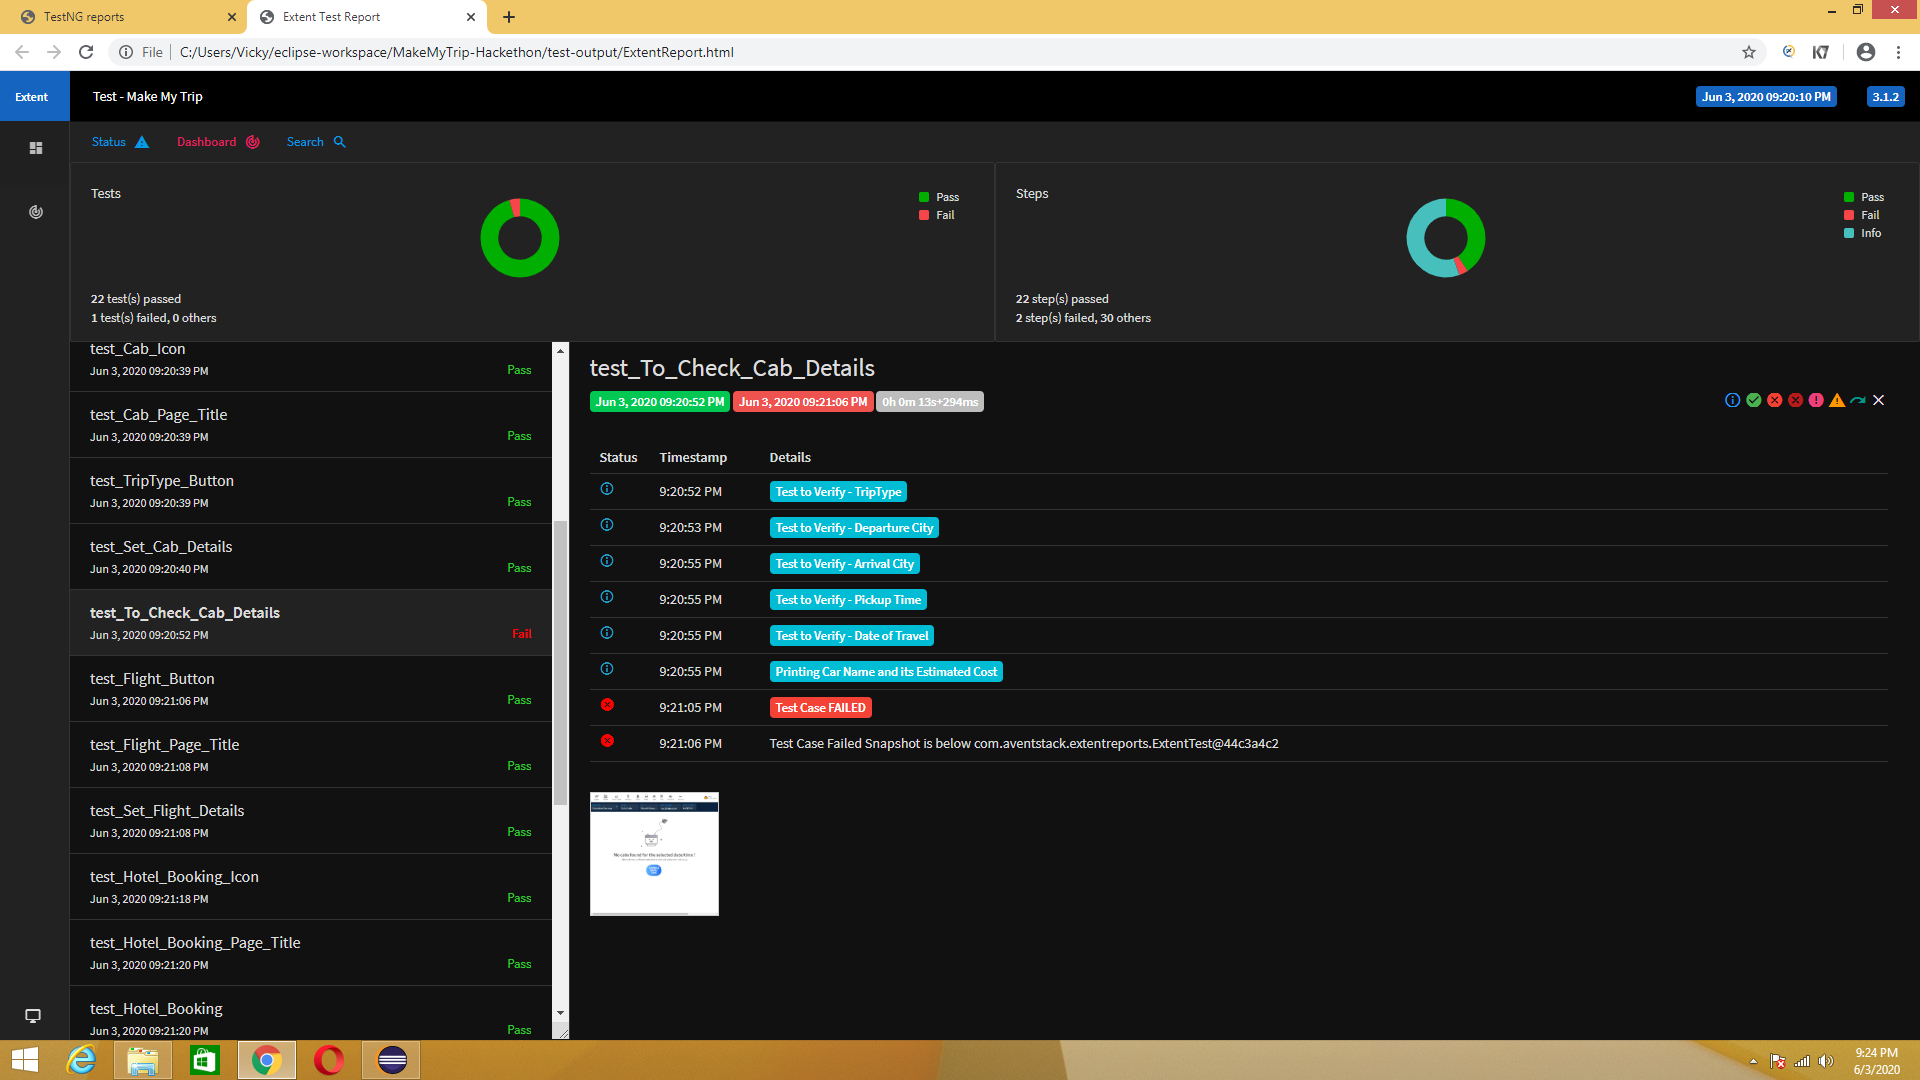 TestNG reports
Extent Test Report
File
C:/Users/Vicky/eclipse-workspace/MakeMyTrip-Hackethon/test-output/ExtentReport.html
K7
Extent
Test - Make My Trip
Jun 3, 2020 09:20:10 PM
3.1.2
Status
Dashboard
Search
Tests
Pass
Fail
22 test(s) passed
1 test(s) failed, 0 others
Steps
Pass
Fail
Info
22 step(s) passed
2 step(s) failed, 30 others
test_Cab_Icon
Jun 3, 2020 09:20:39 PM
Pass
test_Cab_Page_Title
Jun 3, 2020 09:20:39 PM
Pass
test_TripType_Button
Jun 3, 2020 09:20:39 PM
Pass
test_Set_Cab_Details
Jun 3, 2020 09:20:40 PM
Pass
test_To_Check_Cab_Details
Jun 3, 2020 09:20:52 PM
Fail
test_Flight_Button
Jun 3, 2020 09:21:06 PM
Pass
test_Flight_Page_Title
Jun 3, 2020 09:21:08 PM
Pass
test_Set_Flight_Details
Jun 3, 2020 09:21:08 PM
Pass
test_Hotel_Booking_Icon
Jun 3, 2020 09:21:18 PM
Pass
test_Hotel_Booking_Page_Title
Jun 3, 2020 09:21:20 PM
Pass
test_Hotel_Booking
Jun 3, 2020 09:21:20 PM
Pass
test_To_Check_Cab_Details
Jun 3, 2020 09:20:52 PM
Jun 3, 2020 09:21:06 PM
0h 0m 13s+294ms
Status Timestamp Details
9:20:52 PM Test to Verify - TripType
9:20:53 PM Test to Verify - Departure City
9:20:55 PM Test to Verify - Arrival City
9:20:55 PM Test to Verify - Pickup Time
9:20:55 PM Test to Verify - Date of Travel
9:20:55 PM Printing Car Name and its Estimated Cost
9:21:05 PM Test Case FAILED
9:21:06 PM Test Case Failed Snapshot is below com.aventstack.extentreports.ExtentTest@44c3a4c2
No cabs found for the selected date/time !
9:24 PM
6/3/2020